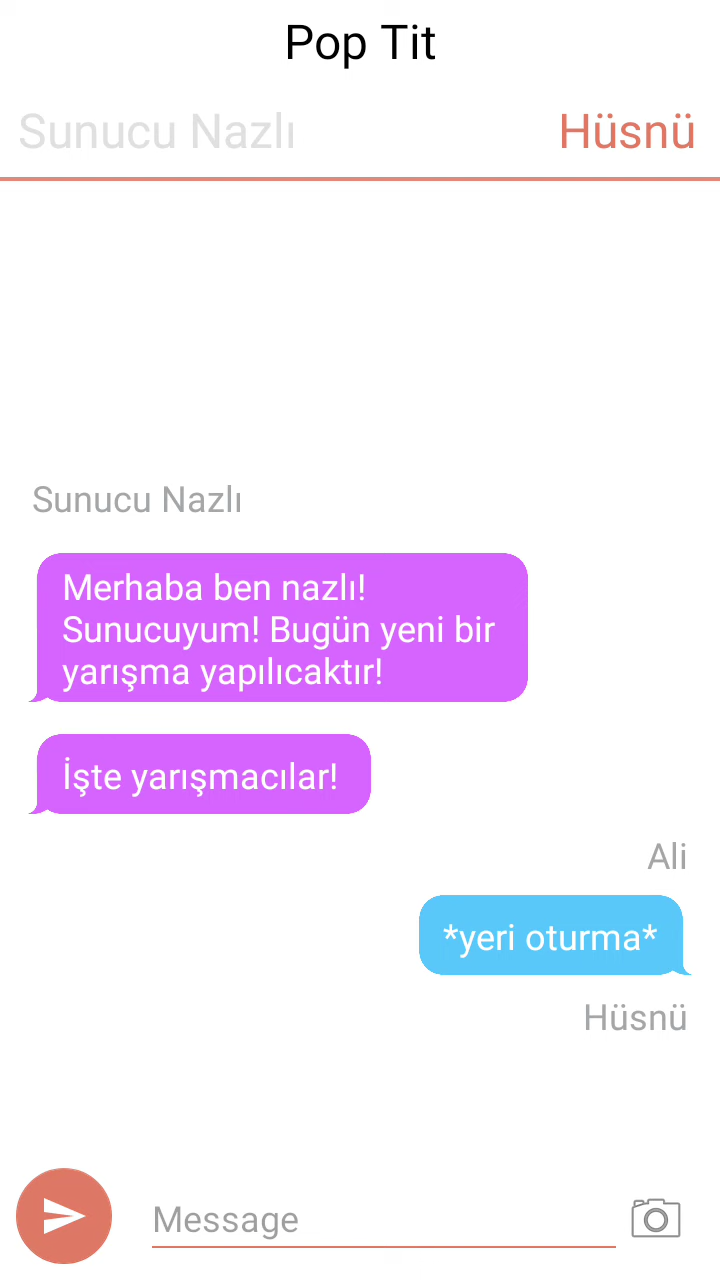 Pop Tit
Sunucu Nazlı
Hüsnü
Sunucu Nazlı
Merhaba ben nazlı!
Sunucuyum! Bugün yeni bir
yarışma yapılıcaktır!
İşte yarışmacılar!
Ali
*yeri oturma*
Hüsnü
Message